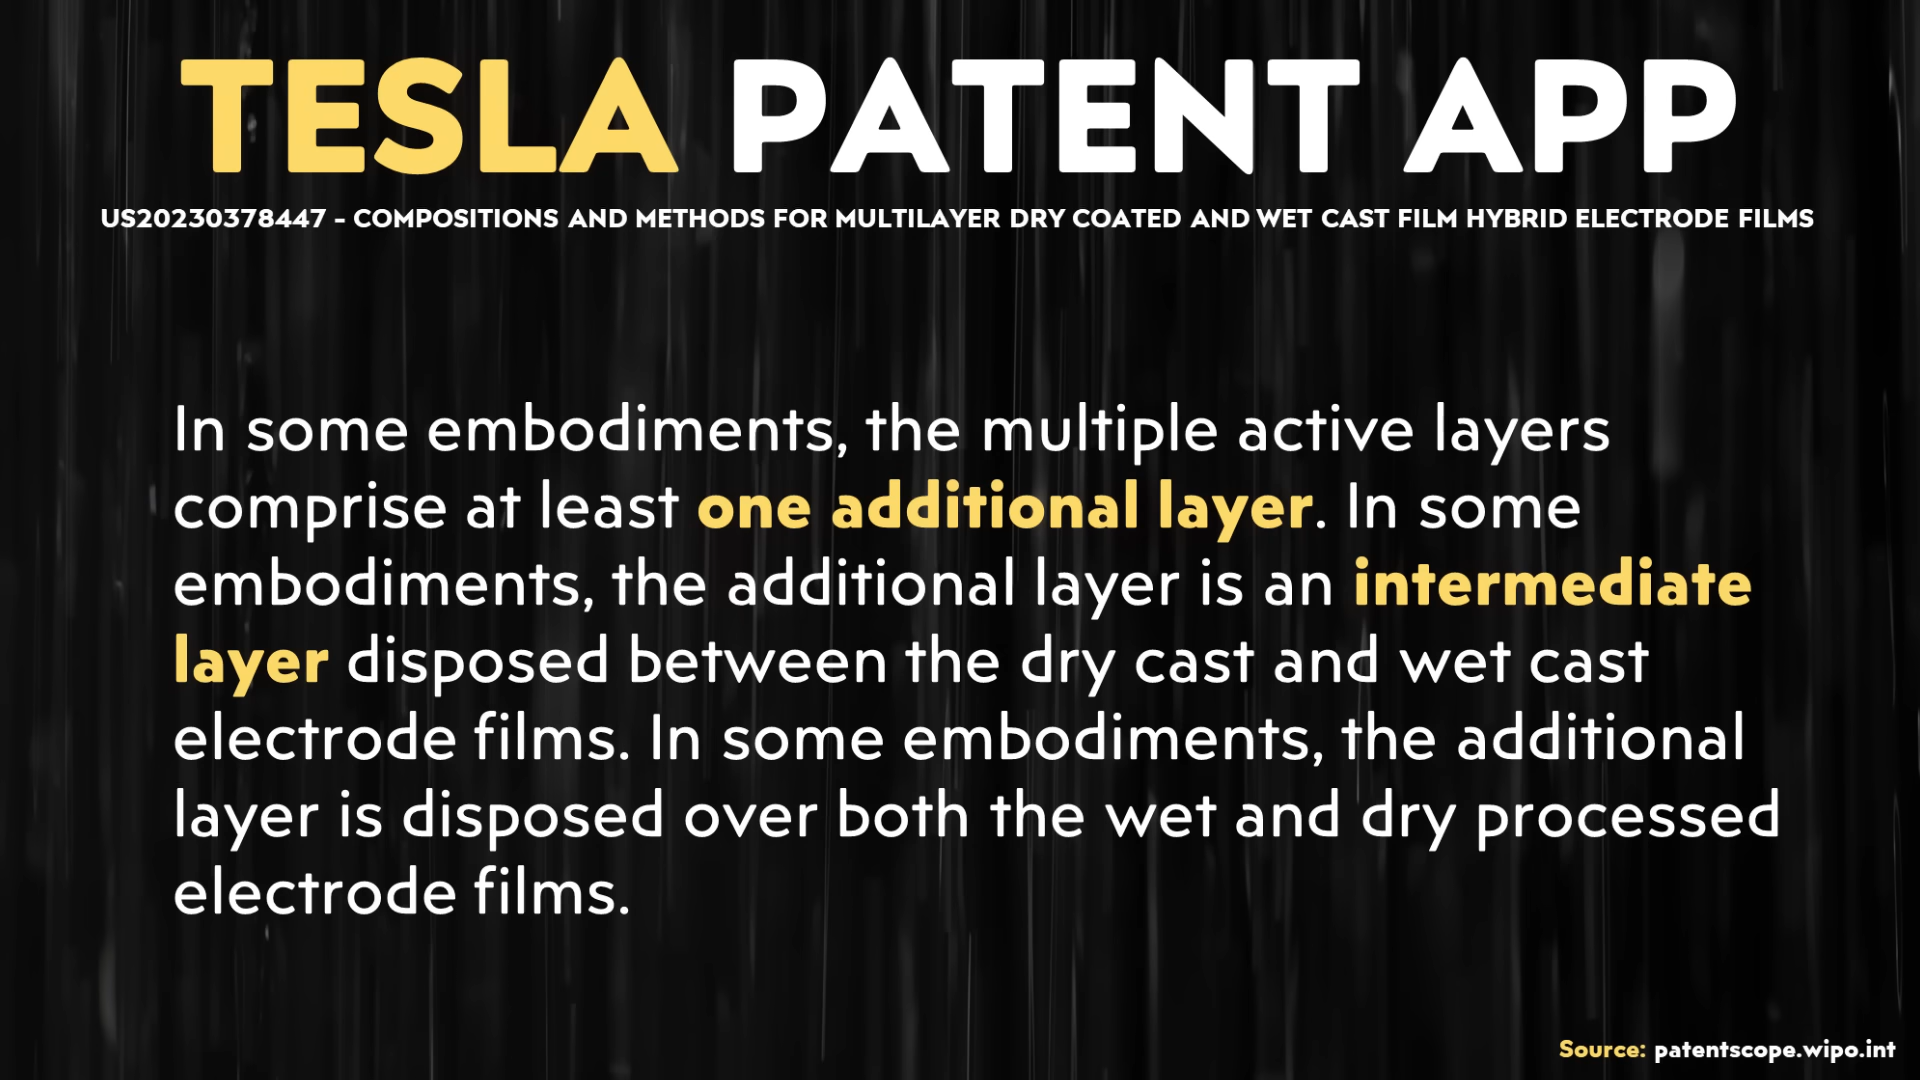 TESLA PATENT APP
US20230378447 - COMPOSITIONS AND METHODS FOR MULTILAYER DRY COATED AND WET CAST FILM HYBRID ELECTRODE FILMS
In some embodiments, the multiple active layers
comprise at least one additional layer. In some
embodiments, the additional layer is an intermediate
layer disposed between the dry cast and wet cast
electrode films. In some embodiments, the additional
layer is disposed over both the wet and dry processed
electrode films.
Source: patentscope.wipo.int